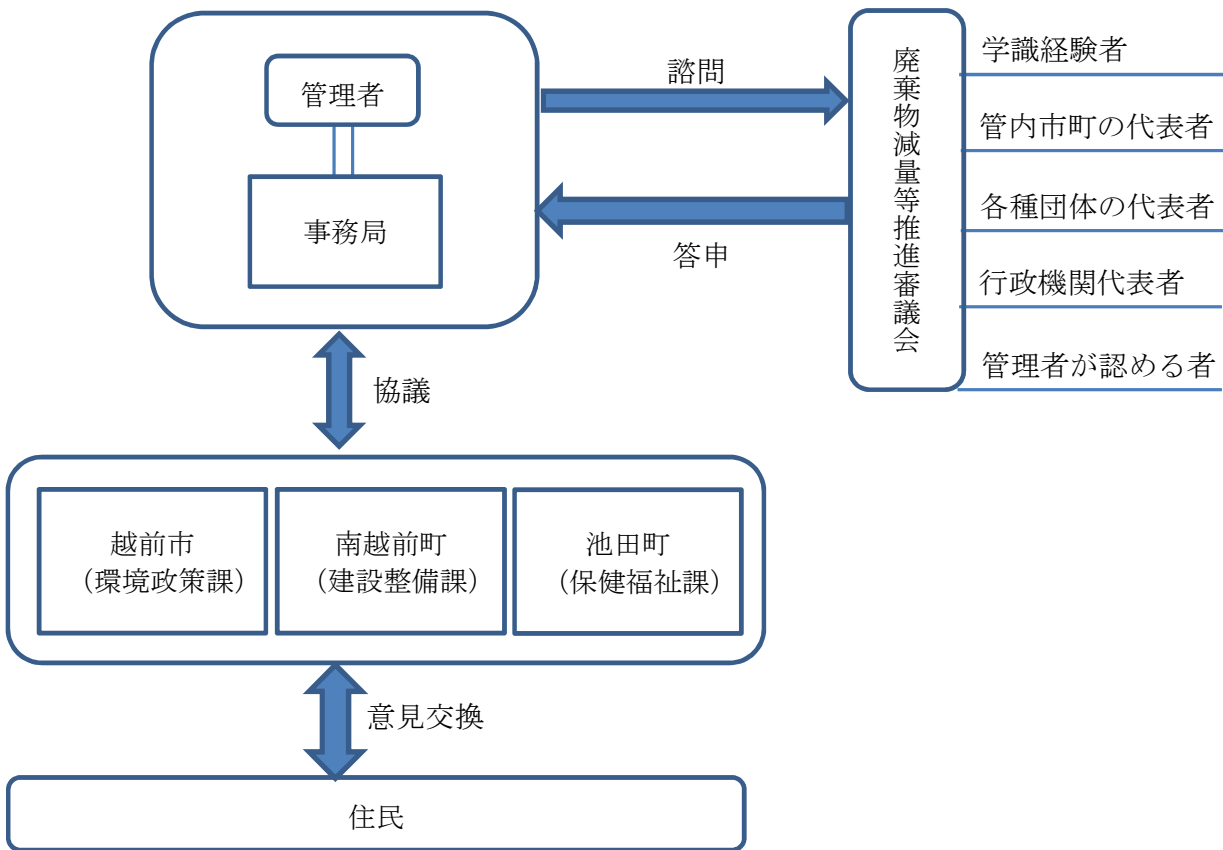 管理者
事務局
諮問
答申
廃棄物減量等推進審議会
学識経験者
管内市町の代表者
各種団体の代表者
行政機関代表者
管理者が認める者
協議
越前市
（環境政策課）
南越前町
（建設整備課）
池田町
（保健福祉課）
意見交換
住民